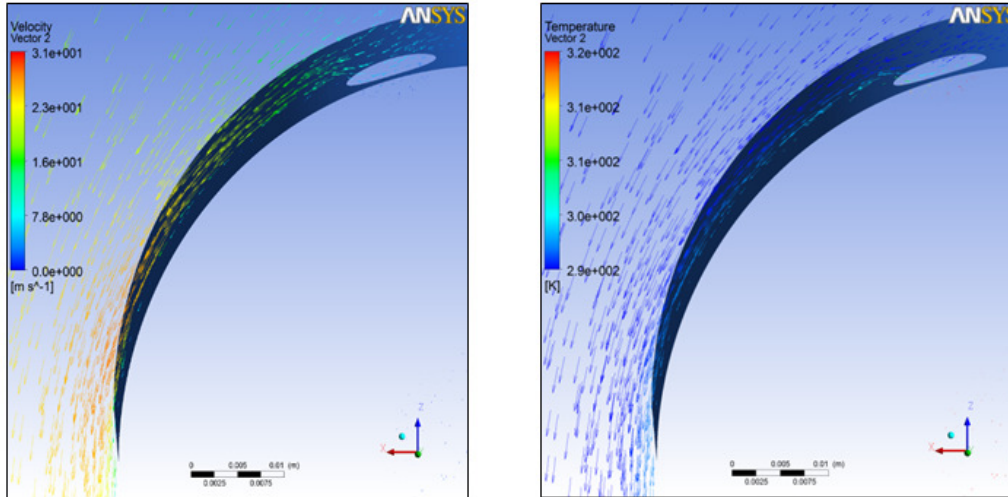 ANSYS
Velocity
Vector 2
3.1e+001
2.3e+001
1.6e+001
7.8e+000
0.0e+000
[m s^-1]
Z
X
0 0.005 0.01 (m)
0.0025 0.0075
ANSYS
Temperature
Vector 2
3.2e+002
3.1e+002
3.1e+002
3.0e+002
2.9e+002
[K]
Z
X
0 0.005 0.01 (m)
0.0025 0.0075